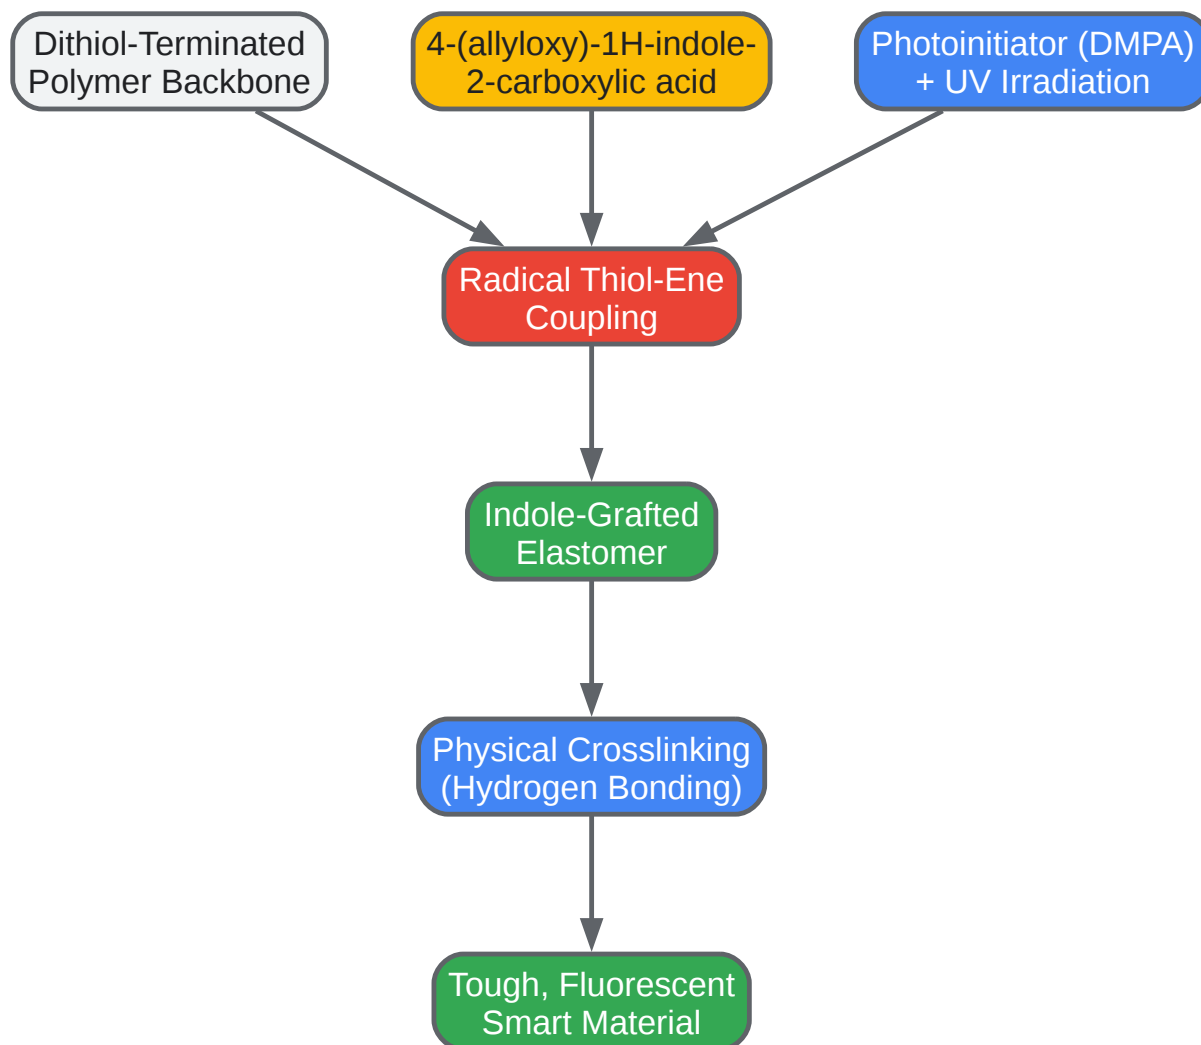 Dithiol-Terminated
Polymer Backbone
4-(allyloxy)-1H-indole-
2-carboxylic acid
Photoinitiator (DMPA)
+ UV Irradiation
Radical Thiol-Ene
Coupling
Indole-Grafted
Elastomer
Physical Crosslinking
(Hydrogen Bonding)
Tough, Fluorescent
Smart Material